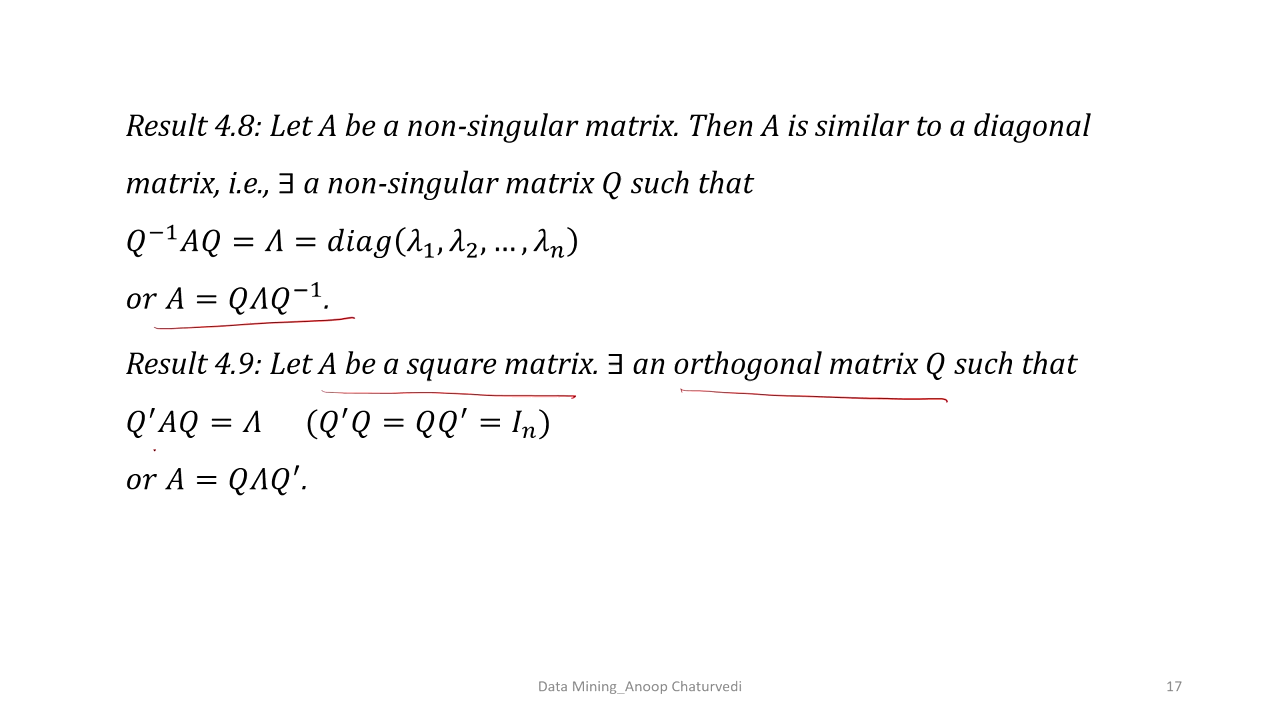 Result 4.8: Let A be a non-singular matrix. Then A is similar to a diagonal
matrix, i.e., ∃ a non-singular matrix Q such that
Q⁻¹AQ = Λ = diag(λ₁, λ₂, … , λₙ)
or A = QΛQ⁻¹.
Result 4.9: Let A be a square matrix. ∃ an orthogonal matrix Q such that
Q′AQ = Λ (Q′Q = QQ′ = Iₙ)
or A = QΛQ′.
Data Mining_Anoop Chaturvedi
17